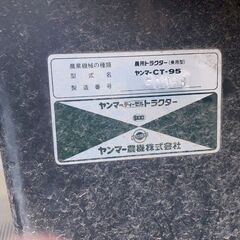 農業機械の種類 農用トラクター(乗用型)
型式名 ヤンマーCT-95
製造番号
ヤンマーディーゼルトラクター
ヤンマー農機株式会社